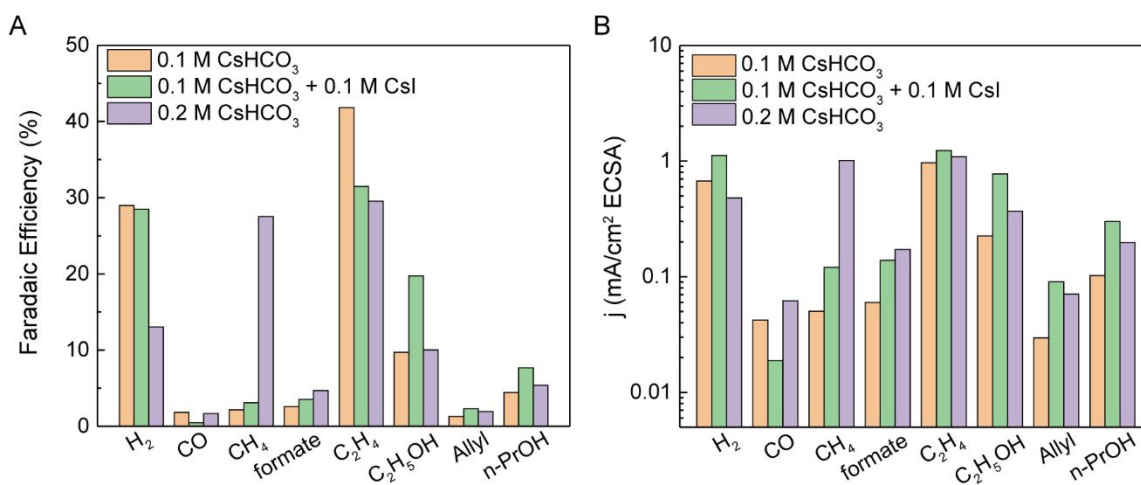 A
Faradaic Efficiency (%)
50
40
30
20
10
0
0.1 M CsHCO₃
0.1 M CsHCO₃ + 0.1 M CsI
0.2 M CsHCO₃
H₂ CO CH₄ formate C₂H₄ C₂H₅OH Allyl n-PrOH
B
j (mA/cm² ECSA)
10
1
0.1
0.01
0.1 M CsHCO₃
0.1 M CsHCO₃ + 0.1 M CsI
0.2 M CsHCO₃
H₂ CO CH₄ formate C₂H₄ C₂H₅OH Allyl n-PrOH